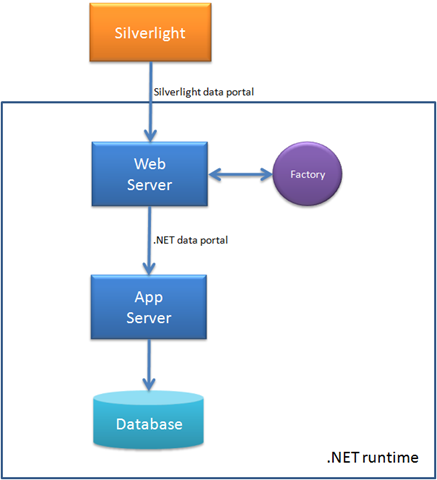 Silverlight
Silverlight data portal
Web
Server
Factory
.NET data portal
App
Server
Database
.NET runtime